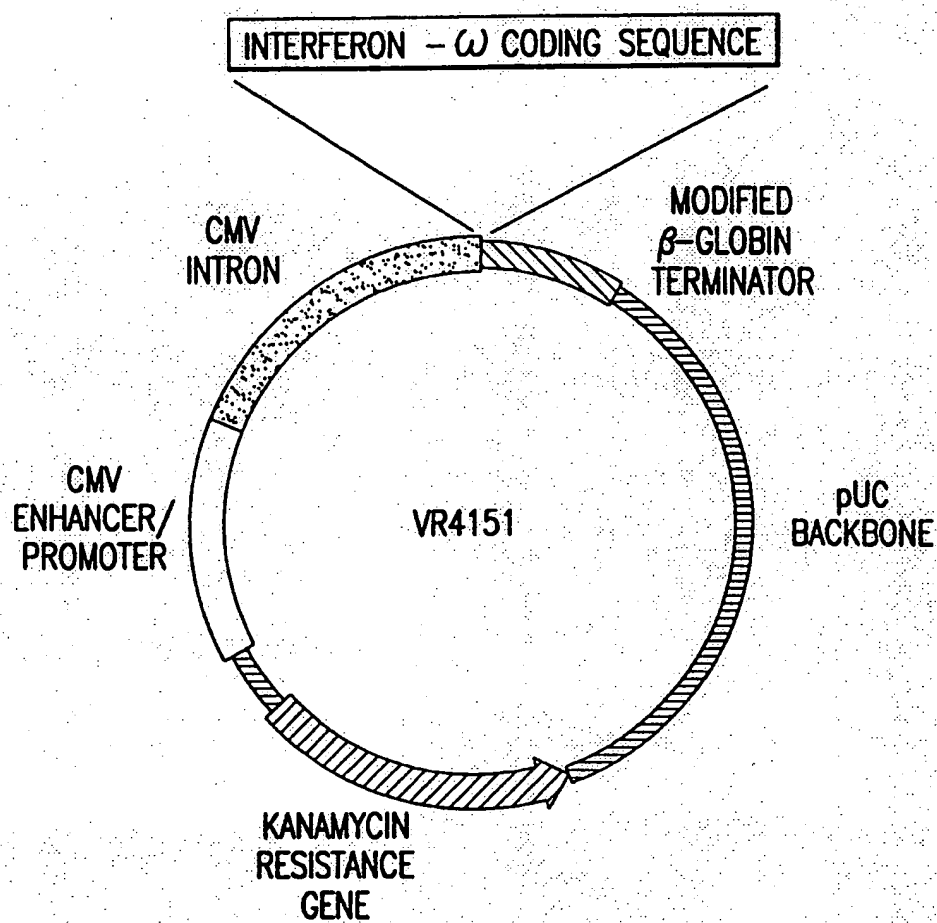 INTERFERON - ω CODING SEQUENCE
CMV
INTRON
MODIFIED
β-GLOBIN
TERMINATOR
CMV
ENHANCER/
PROMOTER
VR4151
pUC
BACKBONE
KANAMYCIN
RESISTANCE
GENE